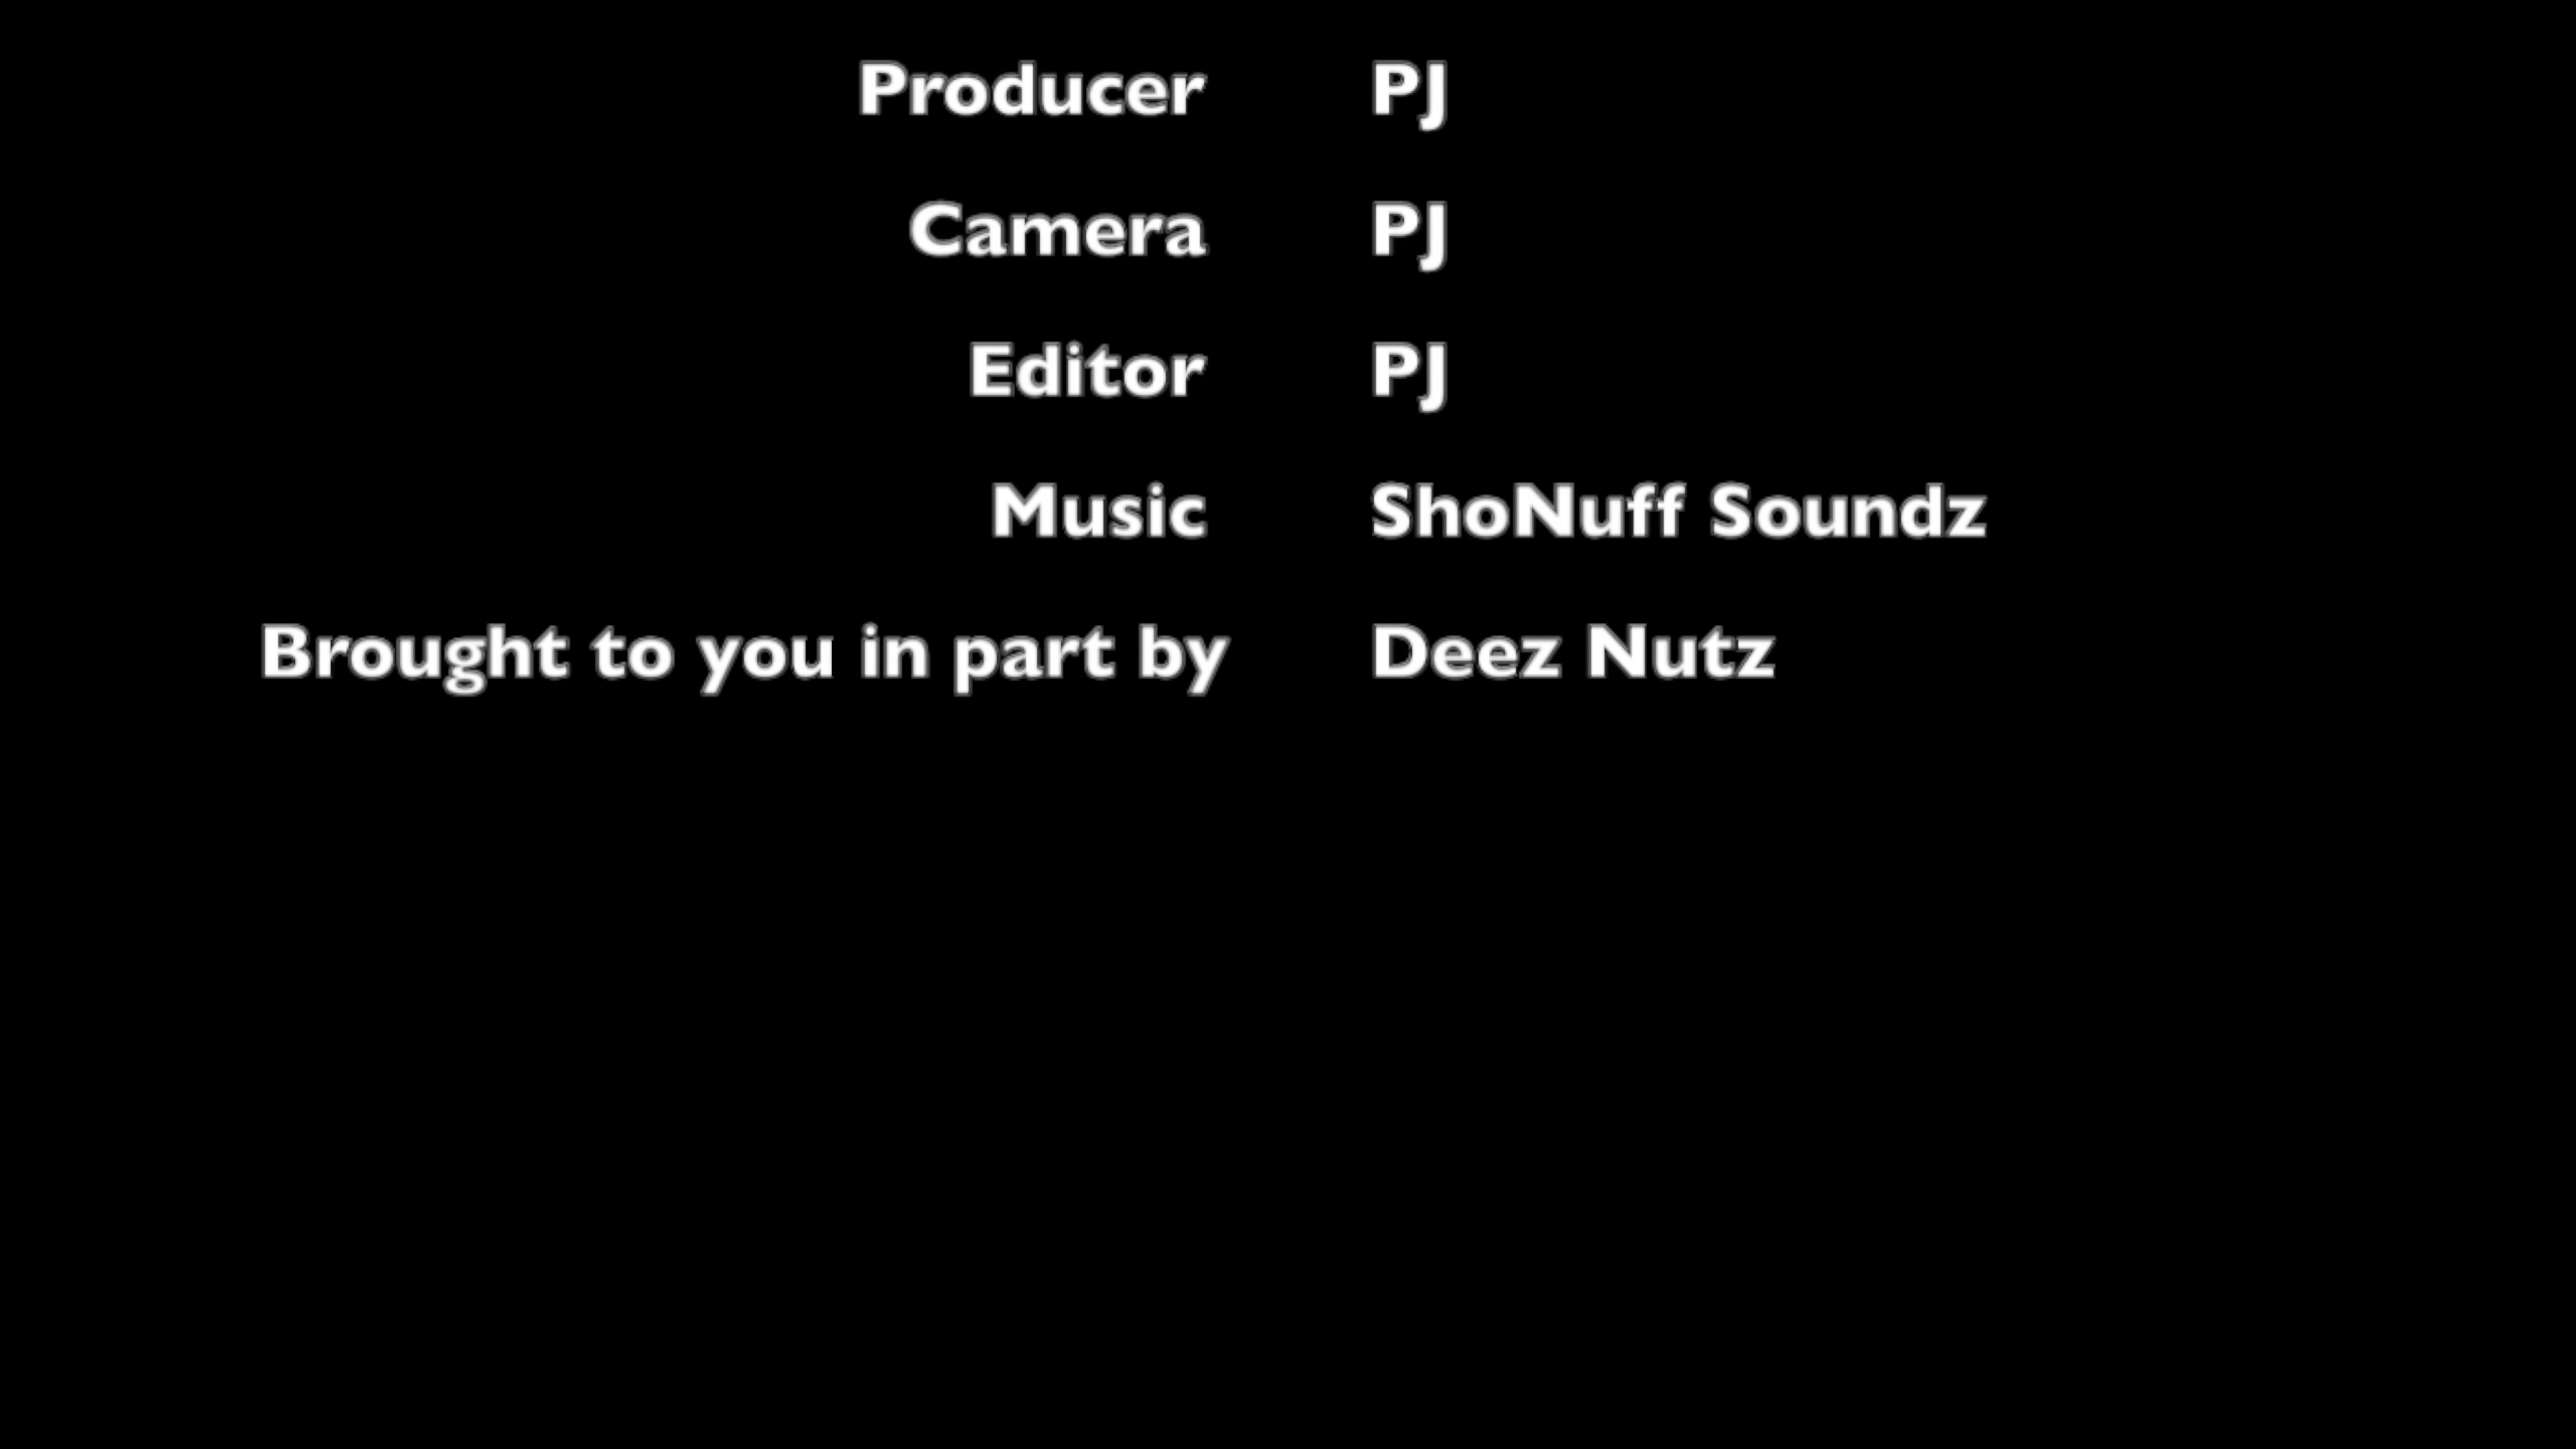 Producer PJ
Camera PJ
Editor PJ
Music ShoNuff Soundz
Brought to you in part by Deez Nutz